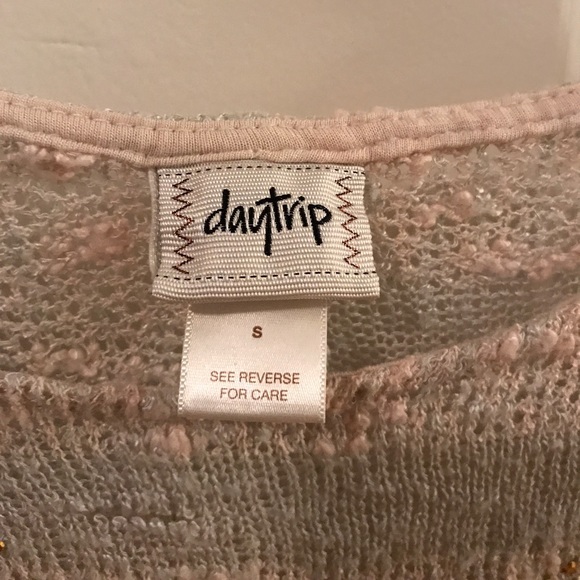 daytrip
S
SEE REVERSE
FOR CARE